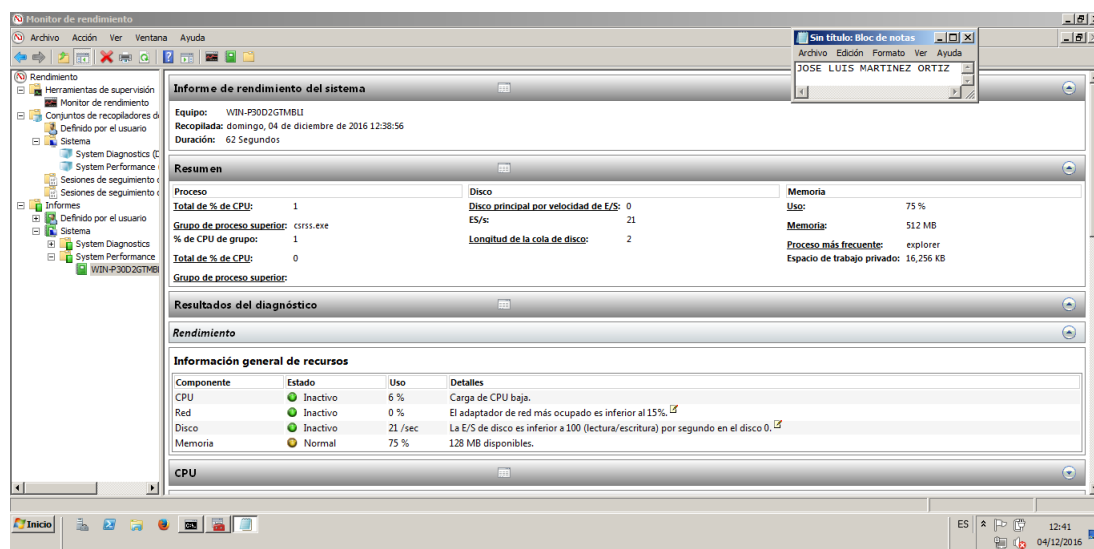 Monitor de rendimiento
Archivo Acción Ver Ventana Ayuda
Sin título: Bloc de notas
Archivo Edición Formato Ver Ayuda
JOSE LUIS MARTINEZ ORTIZ
Rendimiento
Herramientas de supervisión
Monitor de rendimiento
Conjuntos de recopiladores d
Definido por el usuario
Sistema
System Diagnostics (D
System Performance
Sesiones de seguimiento
Sesiones de seguimiento
Informes
Definido por el usuario
Sistema
System Diagnostics
System Performance
WIN-P30D2GTMB
Informe de rendimiento del sistema
Equipo: WIN-P30D2GTMBLI
Recopilada: domingo, 04 de diciembre de 2016 12:38:56
Duración: 62 Segundos
Resumen
Proceso Disco Memoria
Total de % de CPU: 1 Disco principal por velocidad de E/S: 0 Uso: 75 %
Grupo de proceso superior: csrss.exe ES/s: 21 Memoria: 512 MB
% de CPU de grupo: 1 Longitud de la cola de disco: 2 Proceso más frecuente: explorer
Total de % de CPU: 0 Espacio de trabajo privado: 16,256 KB
Grupo de proceso superior:
Resultados del diagnóstico
Rendimiento
Información general de recursos
Componente Estado Uso Detalles
CPU Inactivo 6 % Carga de CPU baja.
Red Inactivo 0 % El adaptador de red más ocupado es inferior al 15%.
Disco Inactivo 21 /sec La E/S de disco es inferior a 100 (lectura/escritura) por segundo en el disco 0.
Memoria Normal 75 % 128 MB disponibles.
CPU
Inicio ES 12:41
04/12/2016